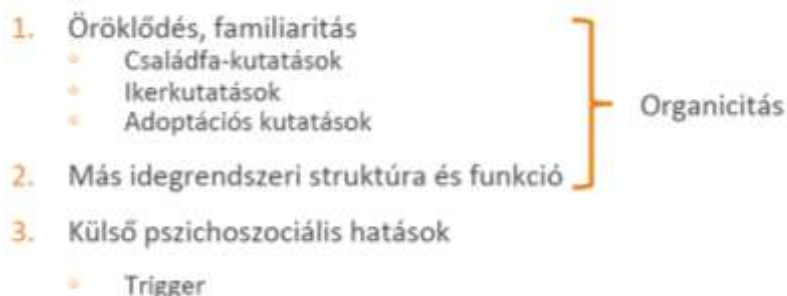 1. Öröklődés, familiaritás
Családfa-kutatások
Ikerkutatások
Adoptációs kutatások
Organicitás
2. Más idegrendszeri struktúra és funkció
3. Külső pszichoszociális hatások
Trigger